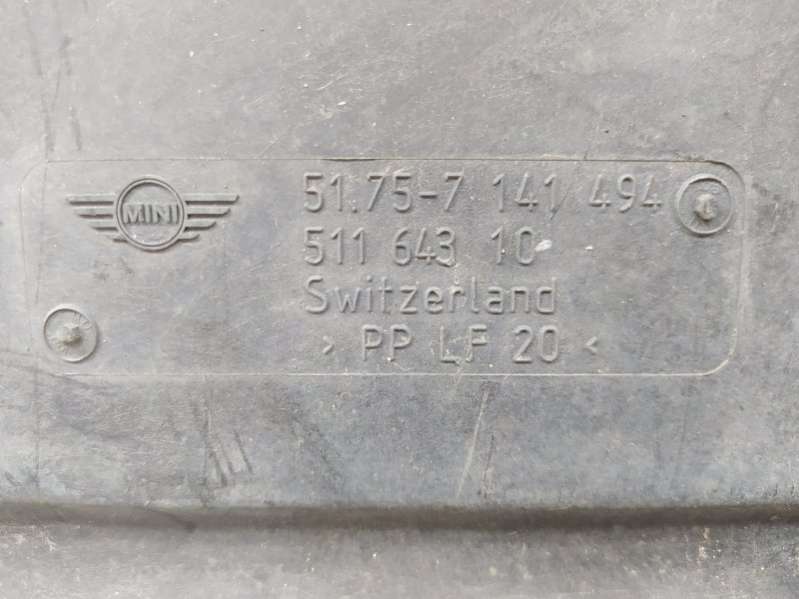 MINI
51.75-7 141 494
511 643 10
Switzerland
> PP LF 20 <